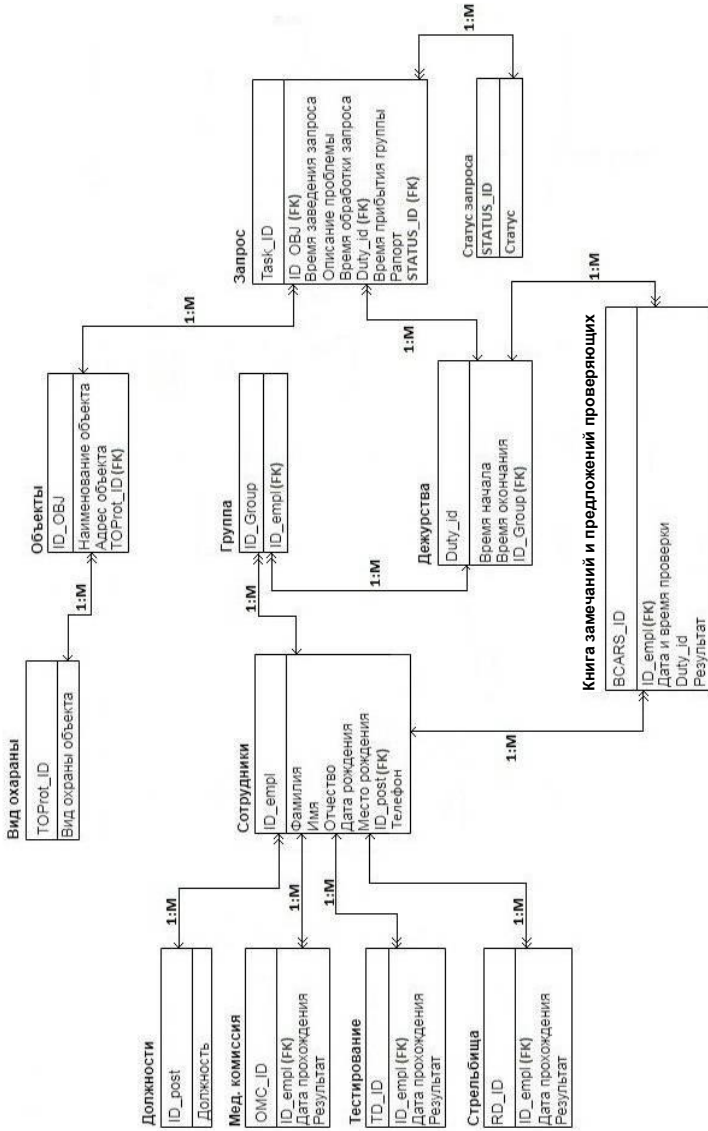 Вид охараны
TOProt_ID
Вид охраны объекта
1:M
Объекты
ID_OBJ
Наименование объекта
Адрес объекта
TOProt_ID (FK)
1:M
Запрос
Task_ID
ID_OBJ (FK)
Время заведения запроса
Описание проблемы
Время обработки запроса
Duty_id (FK)
Время прибытия группы
Рапорт
STATUS_ID (FK)
1:M
Должности
ID_post
Должность
1:M
Мед. комиссия
OMC_ID
ID_empl (FK)
Дата прохождения
Результат
1:M
Тестирование
TD_ID
ID_empl (FK)
Дата прохождения
Результат
1:M
Стрельбища
RD_ID
ID_empl (FK)
Дата прохождения
Результат
1:M
Сотрудники
ID_empl
Фамилия
Имя
Отчество
Дата рождения
Место рождения
ID_post (FK)
Телефон
1:M
Группа
ID_Group
ID_empl (FK)
1:M
Дежурства
Duty_id
Время начала
Время окончания
ID_Group (FK)
1:M
1:M
Статус запроса
STATUS_ID
Статус
1:M
Книга замечаний и предложений проверяющих
BCARS_ID
ID_empl (FK)
Дата и время проверки
Duty_id
Результат